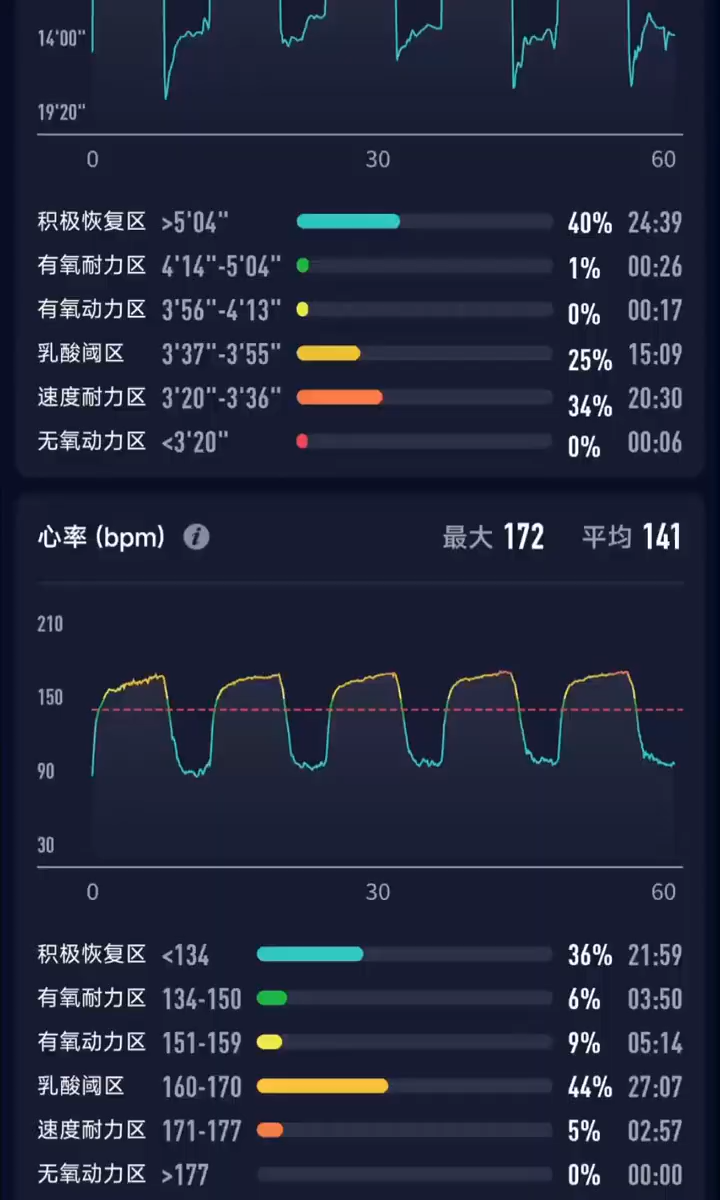 14'00"
19'20"
0 30 60
积极恢复区 >5'04" 40% 24:39
有氧耐力区 4'14"-5'04" 1% 00:26
有氧动力区 3'56"-4'13" 0% 00:17
乳酸阈区 3'37"-3'55" 25% 15:09
速度耐力区 3'20"-3'36" 34% 20:30
无氧动力区 <3'20" 0% 00:06
心率 (bpm) i 最大 172 平均 141
210
150
90
30
0 30 60
积极恢复区 <134 36% 21:59
有氧耐力区 134-150 6% 03:50
有氧动力区 151-159 9% 05:14
乳酸阈区 160-170 44% 27:07
速度耐力区 171-177 5% 02:57
无氧动力区 >177 0% 00:00